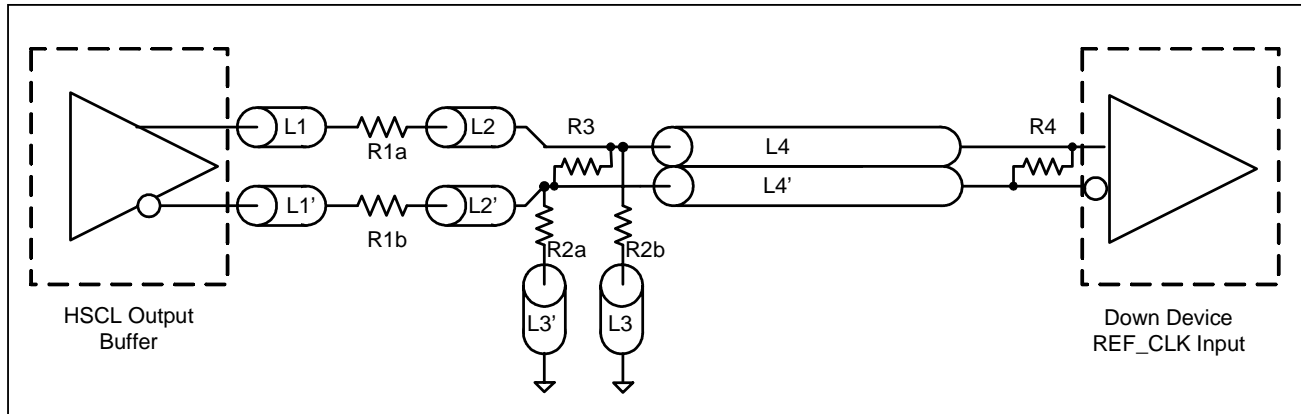 L1
R1a
L2
R3
L4
R4
L1'
R1b
L2'
L4'
R2a
R2b
L3'
L3
HSCL Output
Buffer
Down Device
REF_CLK Input